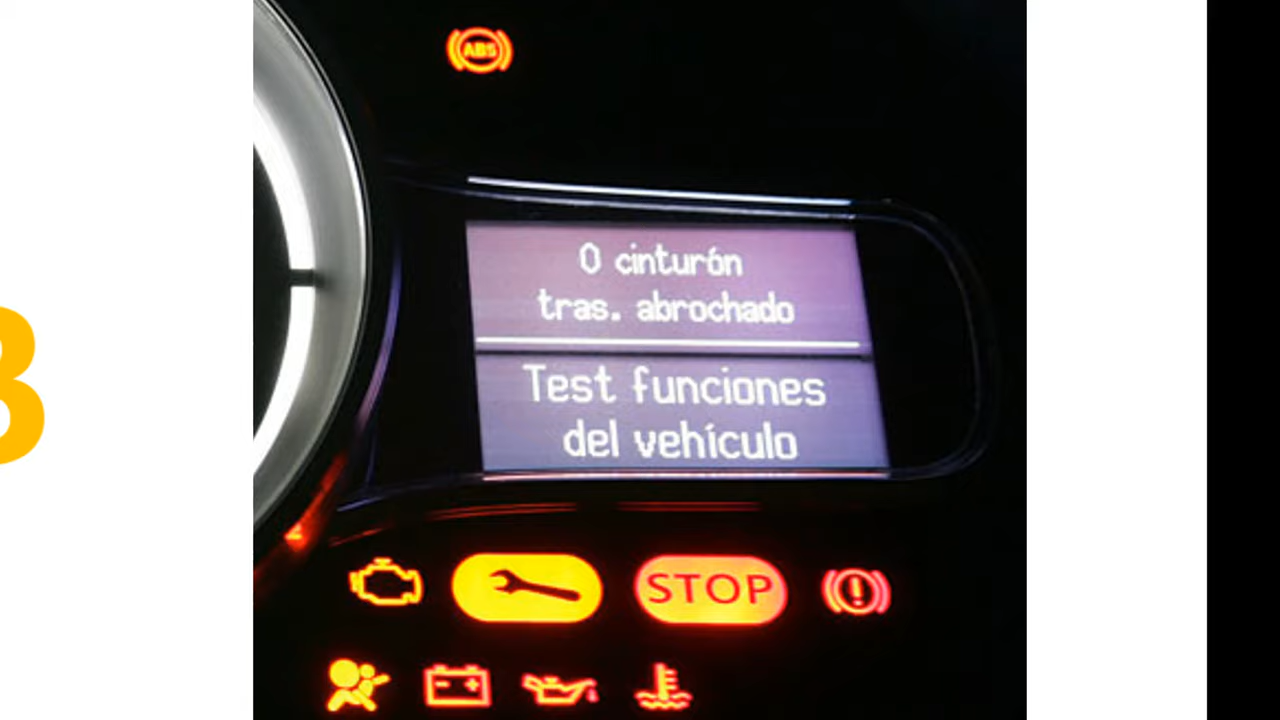 ABS
0 cinturón
tras. abrochado
Test funciones
del vehículo
STOP